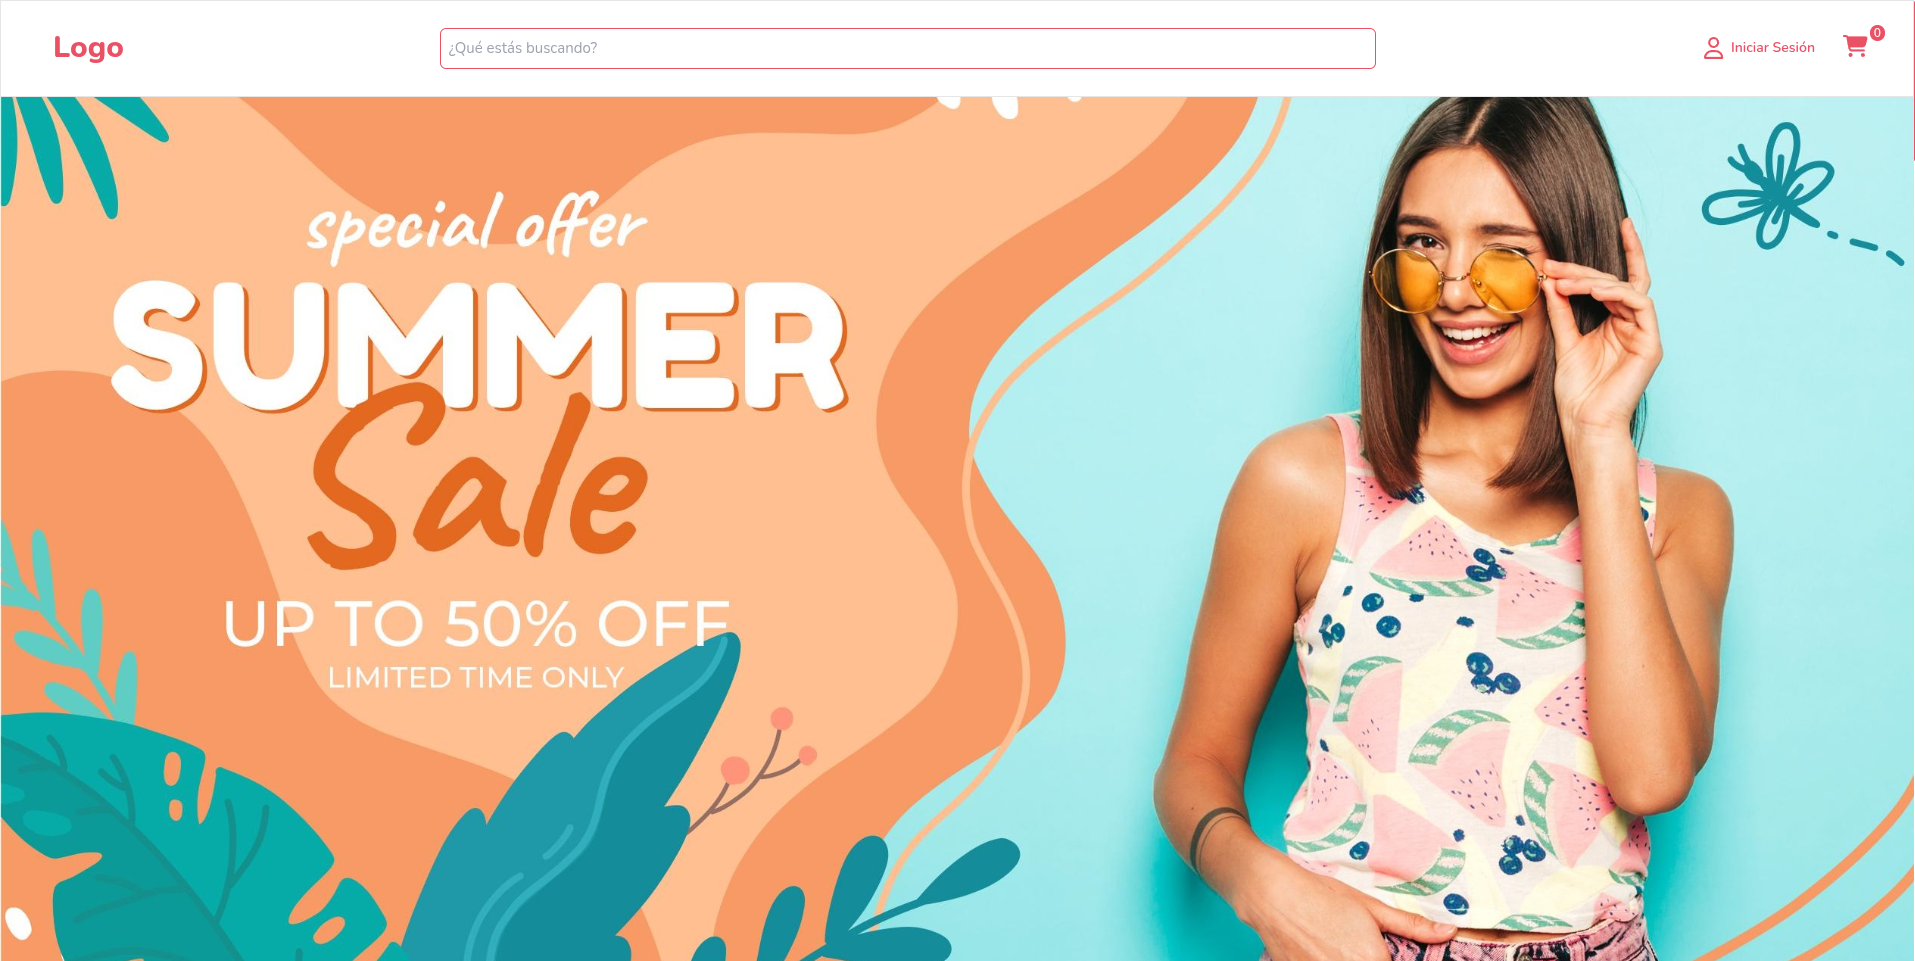 Logo
¿Qué estás buscando?
Iniciar Sesión
0
special offer
SUMMER
Sale
UP TO 50% OFF
LIMITED TIME ONLY